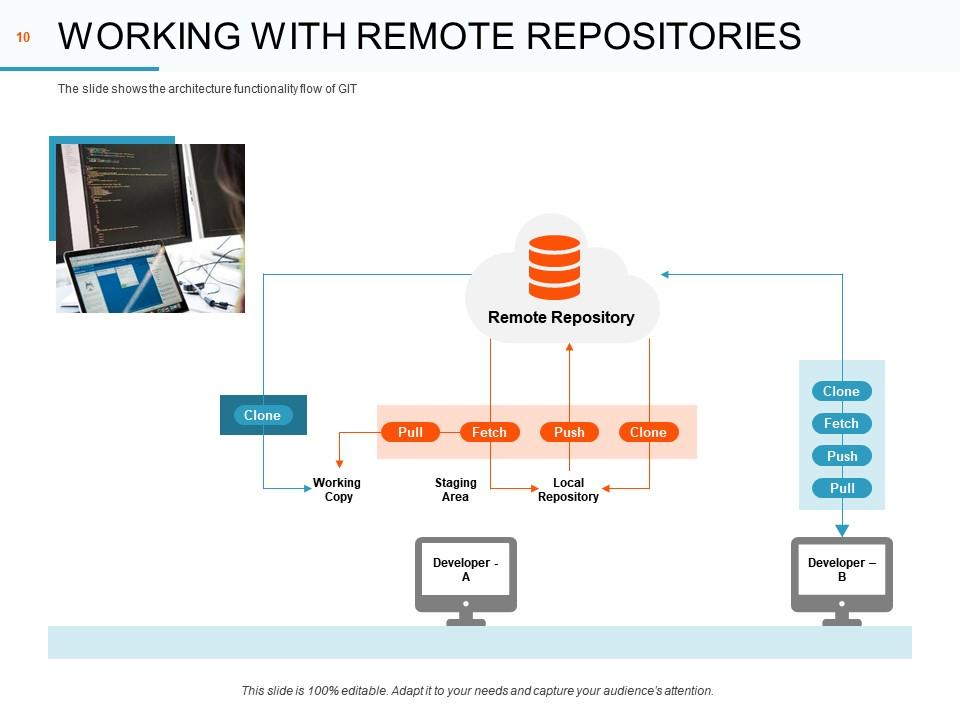 10
WORKING WITH REMOTE REPOSITORIES
The slide shows the architecture functionality flow of GIT
Remote Repository
Clone
Pull
Fetch
Push
Clone
Working
Copy
Staging
Area
Local
Repository
Clone
Fetch
Push
Pull
Developer -
A
Developer –
B
This slide is 100% editable. Adapt it to your needs and capture your audience's attention.